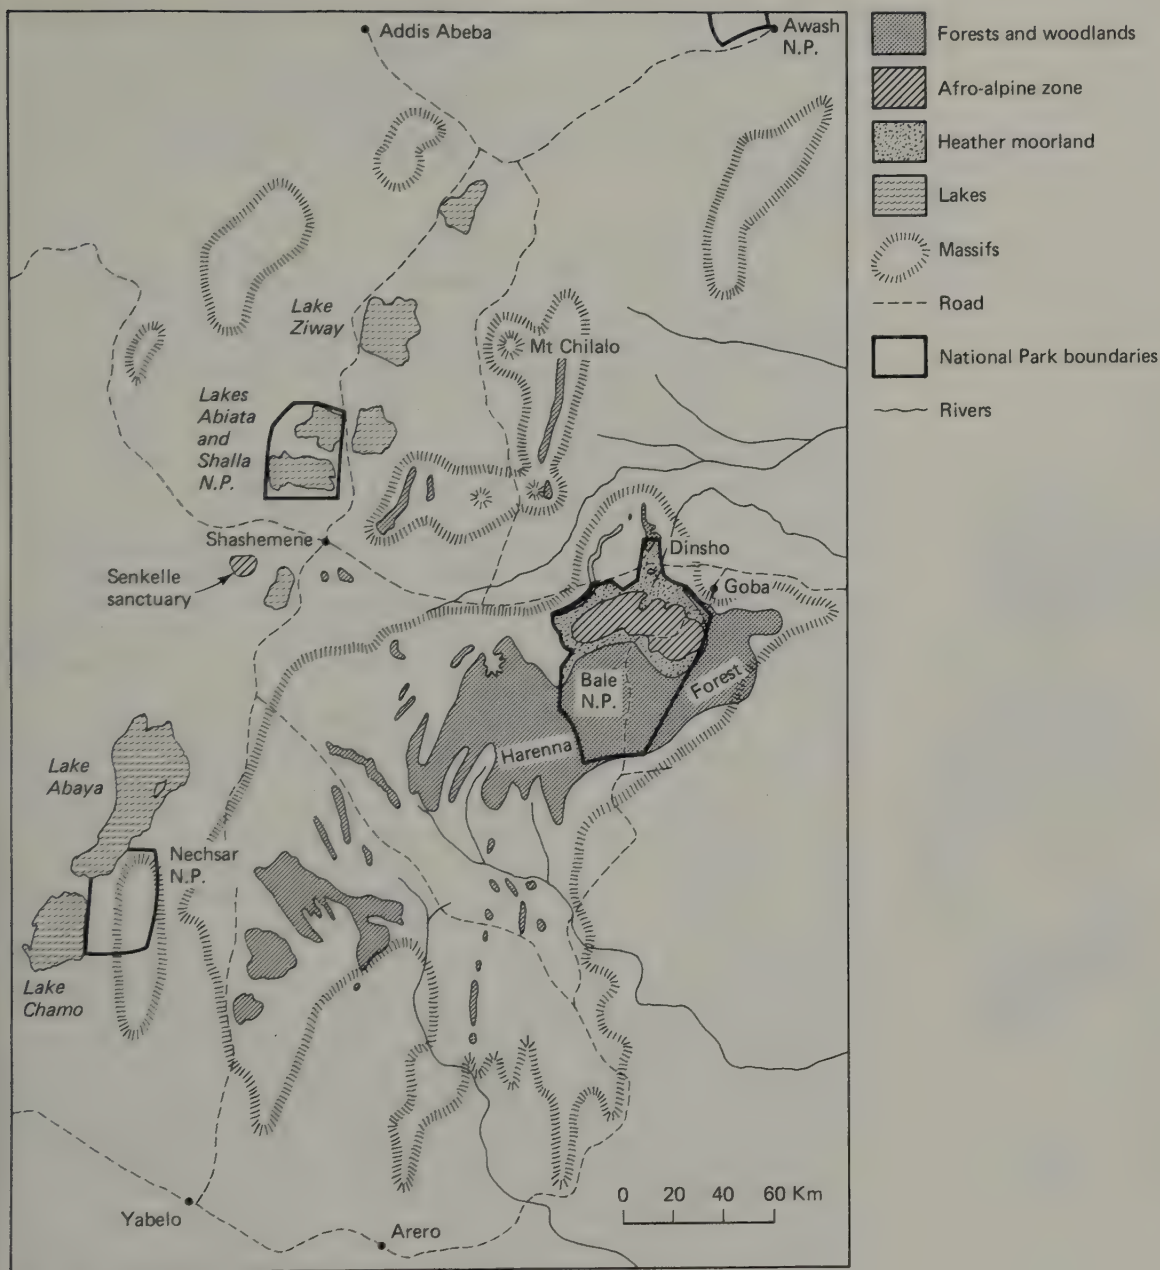 Addis Abeba
Awash
N.P.
Lake
Ziway
Mt Chilalo
Lakes
Abiata
and
Shalla
N.P.
Shashemene
Dinsho
Senkelle
sanctuary
Goba
Bale
N.P.
Forest
Harenna
Lake
Abaya
Nechsar
N.P.
Lake
Chamo
Yabelo
Arero
0 20 40 60 Km
Forests and woodlands
Afro-alpine zone
Heather moorland
Lakes
Massifs
Road
National Park boundaries
Rivers